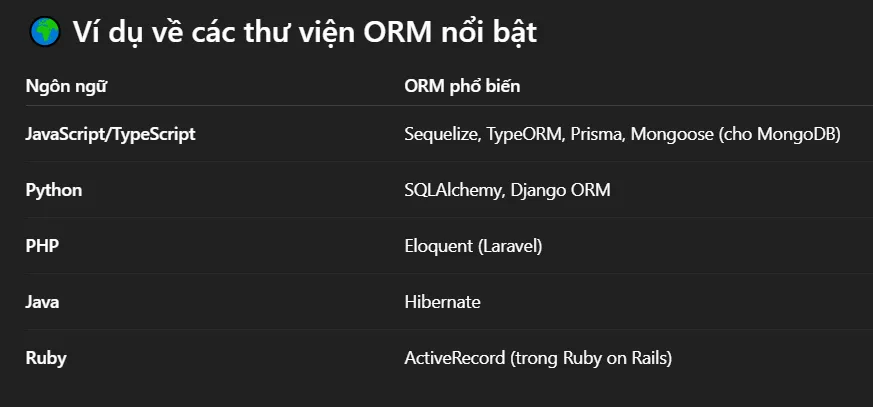 🌍 Ví dụ về các thư viện ORM nổi bật
Ngôn ngữ ORM phổ biến
JavaScript/TypeScript Sequelize, TypeORM, Prisma, Mongoose (cho MongoDB)
Python SQLAlchemy, Django ORM
PHP Eloquent (Laravel)
Java Hibernate
Ruby ActiveRecord (trong Ruby on Rails)